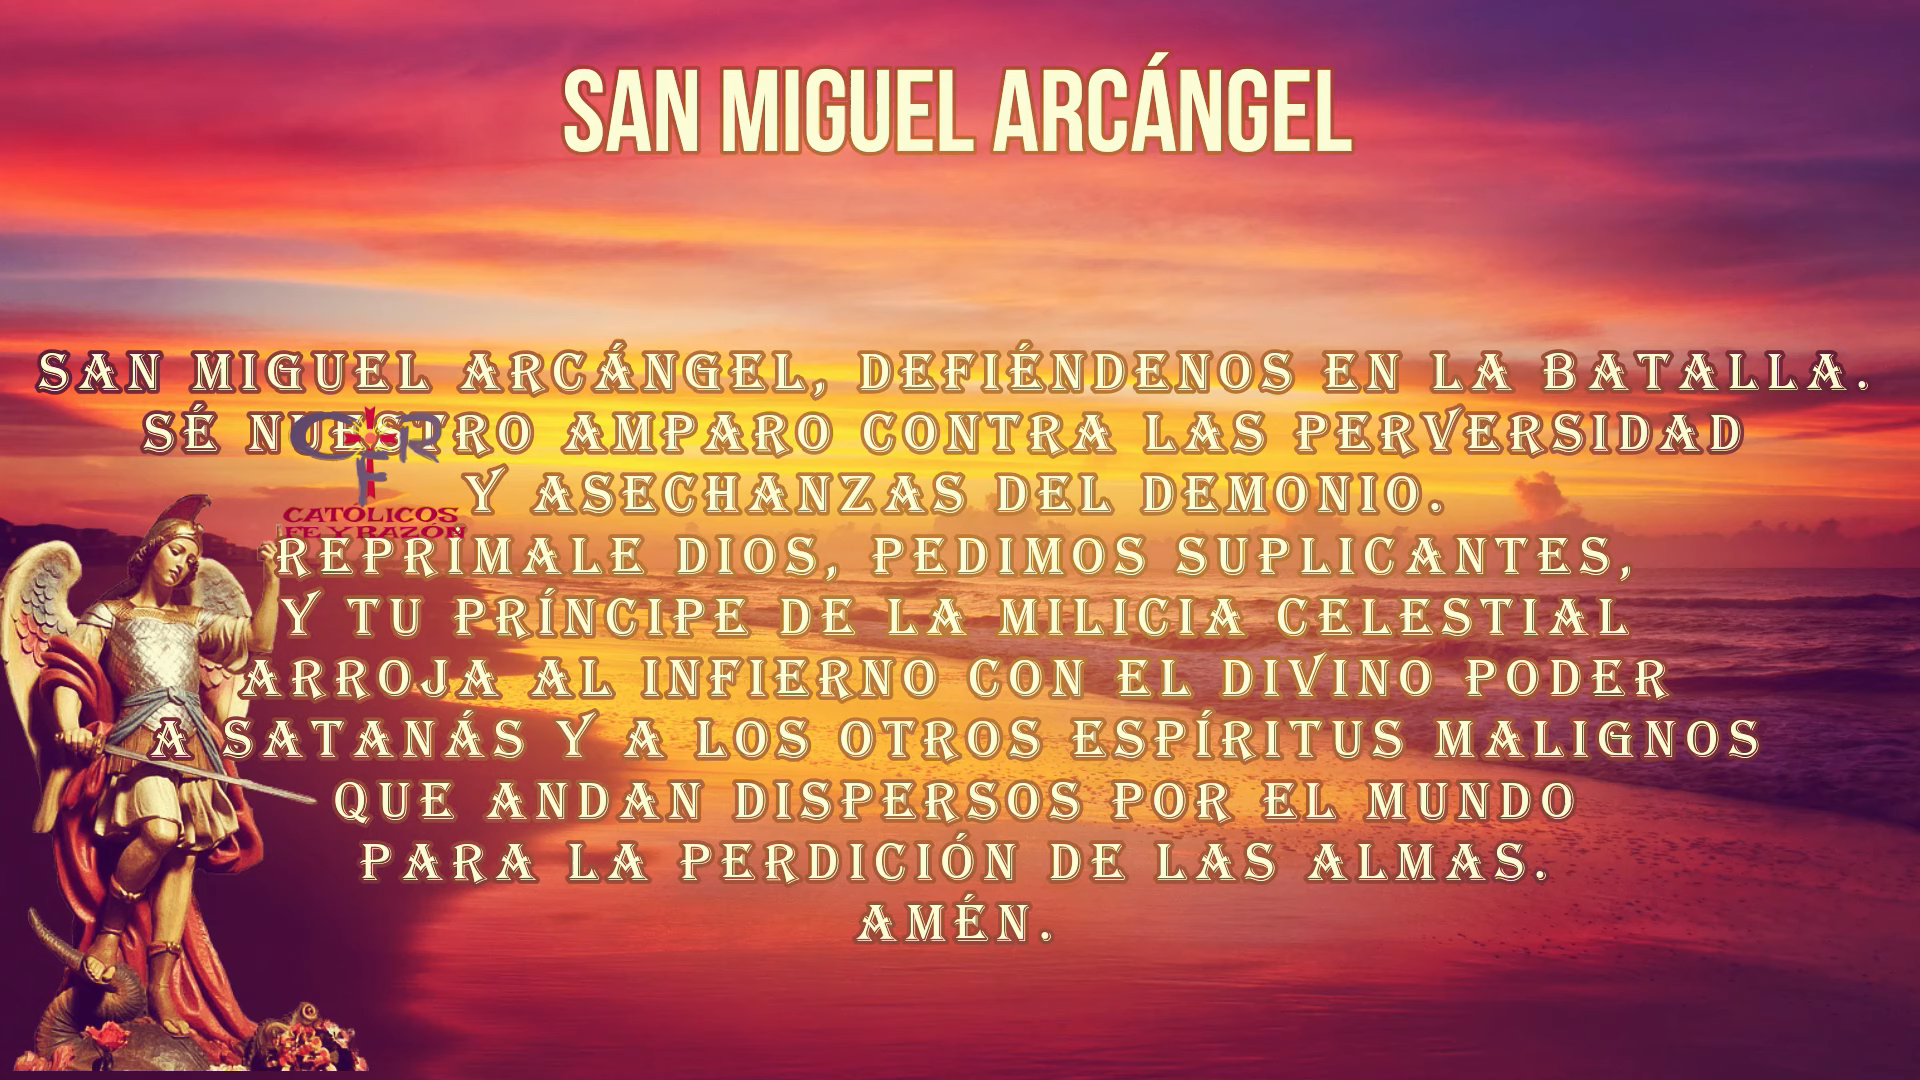 SAN MIGUEL ARCÁNGEL
SAN MIGUEL ARCÁNGEL, DEFIÉNDENOS EN LA BATALLA.
SÉ NUESTRO AMPARO CONTRA LAS PERVERSIDAD
Y ASECHANZAS DEL DEMONIO.
REPRÍMALE DIOS, PEDIMOS SUPLICANTES,
Y TU PRÍNCIPE DE LA MILICIA CELESTIAL
ARROJA AL INFIERNO CON EL DIVINO PODER
A SATANÁS Y A LOS OTROS ESPÍRITUS MALIGNOS
QUE ANDAN DISPERSOS POR EL MUNDO
PARA LA PERDICIÓN DE LAS ALMAS.
AMÉN.
CFR
CATÓLICOS
FE Y RAZÓN